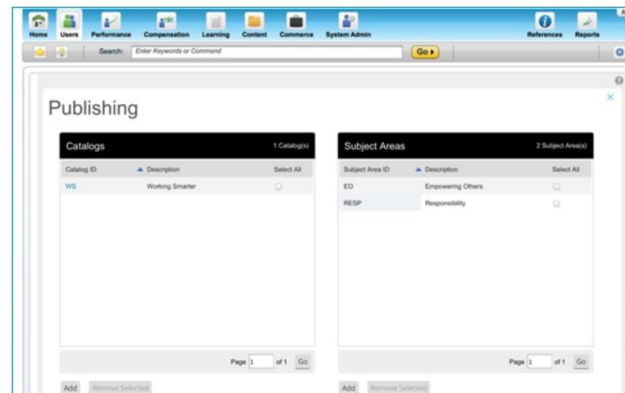 Home Users Performance Compensation Learning Content Commerce System Admin References Reports
Search: Enter Keywords or Command Go
Publishing
Catalogs 1 Catalog(s)
Catalog ID Description Select All
WS Working Smarter
Page 1 of 1 Go
Add Remove Selected
Subject Areas 2 Subject Area(s)
Subject Area ID Description Select All
EO Empowering Others
RESP Responsibility
Page 1 of 1 Go
Add Remove Selected